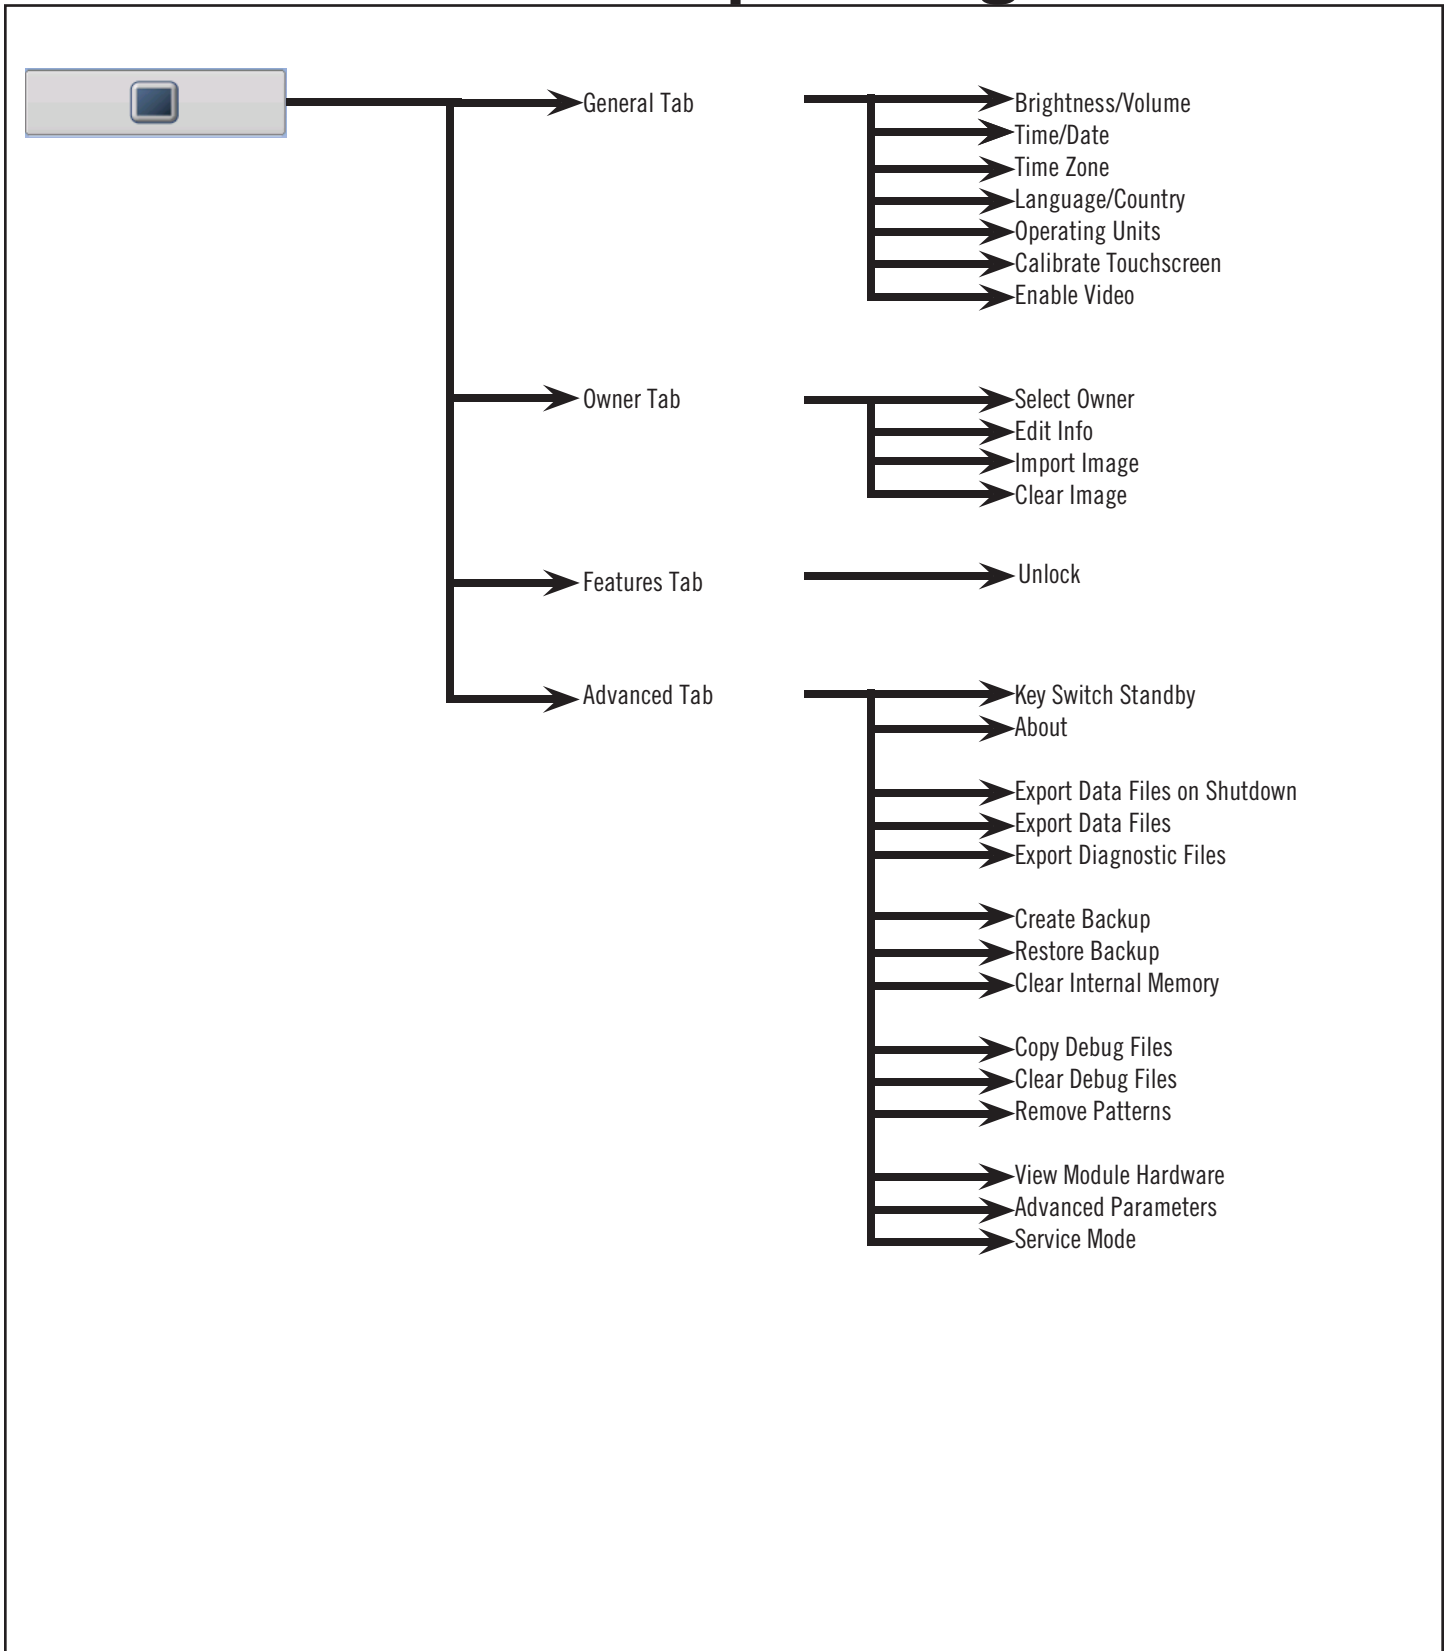 General Tab
Brightness/Volume
Time/Date
Time Zone
Language/Country
Operating Units
Calibrate Touchscreen
Enable Video
Owner Tab
Select Owner
Edit Info
Import Image
Clear Image
Features Tab
Unlock
Advanced Tab
Key Switch Standby
About
Export Data Files on Shutdown
Export Data Files
Export Diagnostic Files
Create Backup
Restore Backup
Clear Internal Memory
Copy Debug Files
Clear Debug Files
Remove Patterns
View Module Hardware
Advanced Parameters
Service Mode